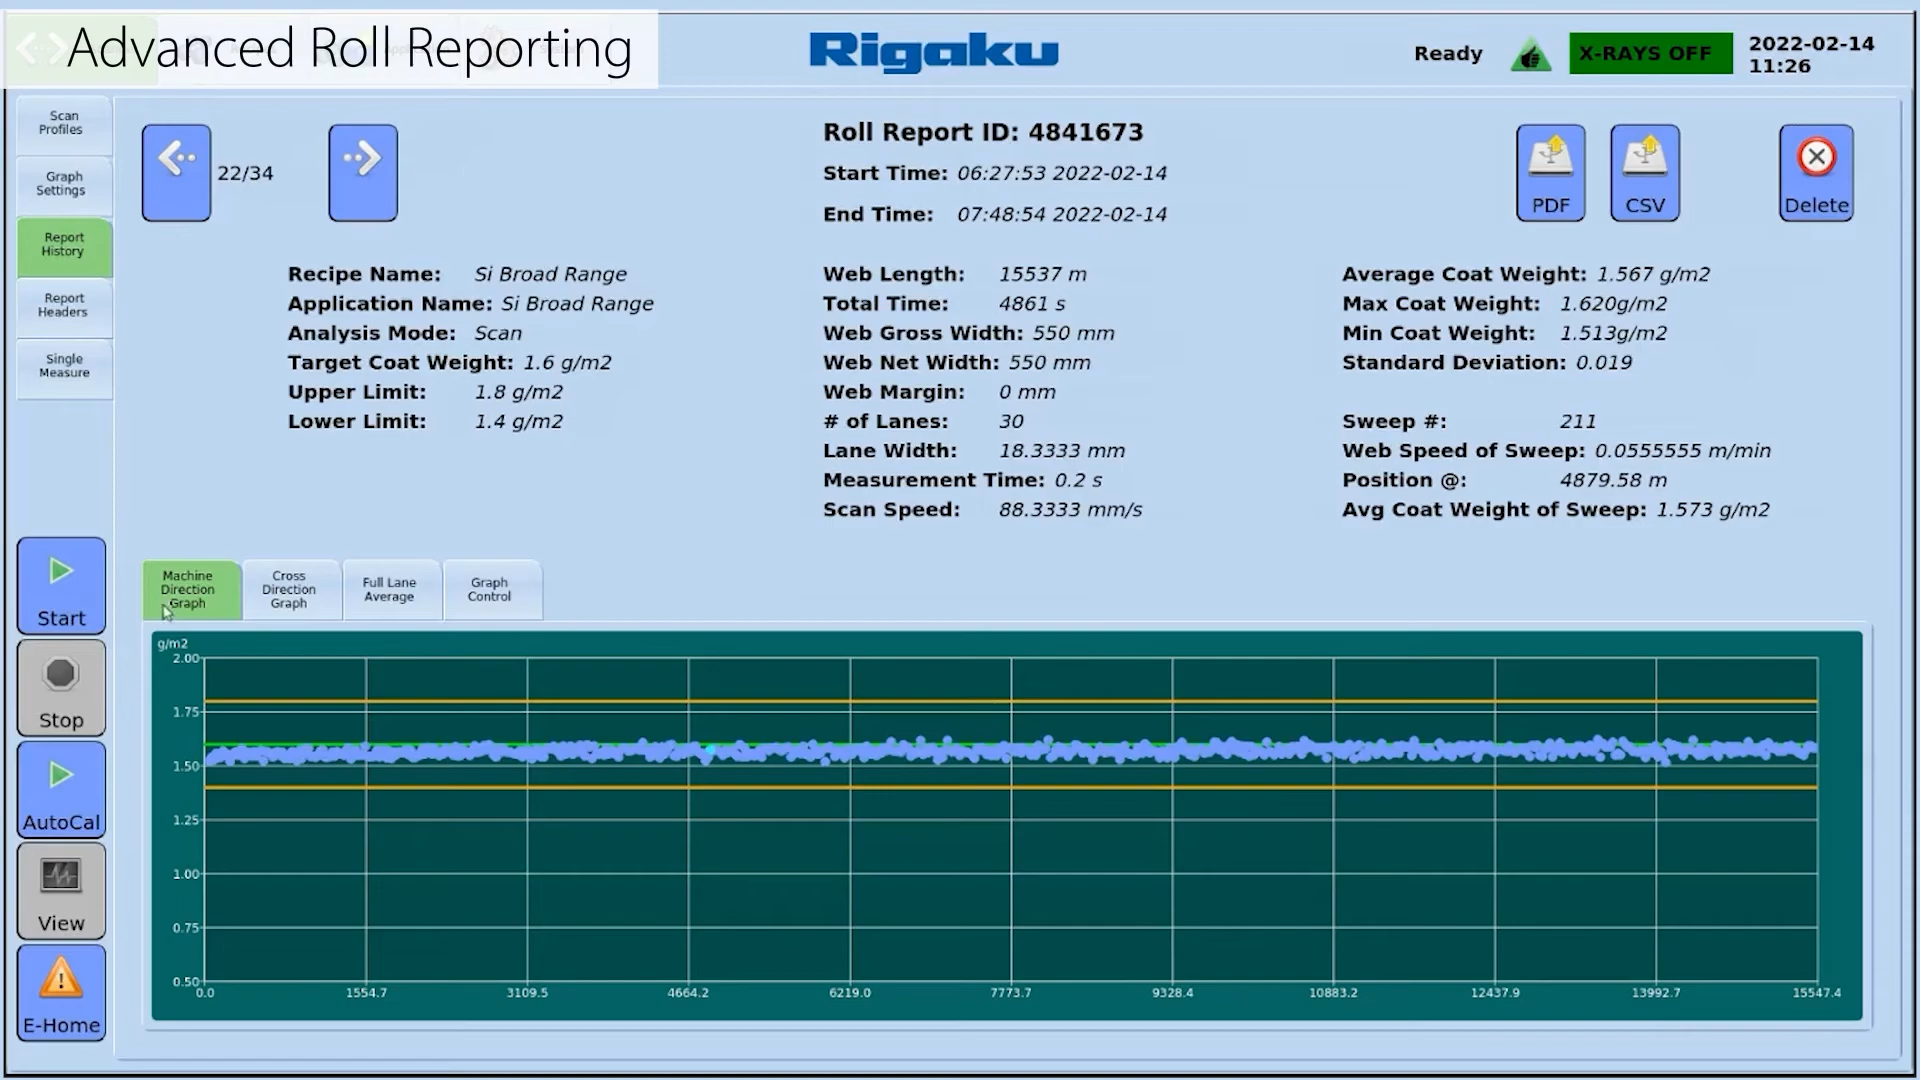 Advanced Roll Reporting
Rigaku
Ready
X-RAYS OFF
2022-02-14
11:26
Scan
Profiles
Graph
Settings
Report
History
Report
Headers
Single
Measure
22/34
Roll Report ID: 4841673
Start Time: 06:27:53 2022-02-14
End Time: 07:48:54 2022-02-14
PDF
CSV
Delete
Recipe Name: Si Broad Range
Application Name: Si Broad Range
Analysis Mode: Scan
Target Coat Weight: 1.6 g/m2
Upper Limit: 1.8 g/m2
Lower Limit: 1.4 g/m2
Web Length: 15537 m
Total Time: 4861 s
Web Gross Width: 550 mm
Web Net Width: 550 mm
Web Margin: 0 mm
# of Lanes: 30
Lane Width: 18.3333 mm
Measurement Time: 0.2 s
Scan Speed: 88.3333 mm/s
Average Coat Weight: 1.567 g/m2
Max Coat Weight: 1.620g/m2
Min Coat Weight: 1.513g/m2
Standard Deviation: 0.019
Sweep #: 211
Web Speed of Sweep: 0.0555555 m/min
Position @: 4879.58 m
Avg Coat Weight of Sweep: 1.573 g/m2
Start
Stop
AutoCal
View
E-Home
Machine
Direction
Graph
Cross
Direction
Graph
Full Lane
Average
Graph
Control
g/m2
2.00
1.75
1.50
1.25
1.00
0.75
0.50
0.0 1554.7 3109.5 4664.2 6219.0 7773.7 9328.4 10883.2 12437.9 13992.7 15547.4